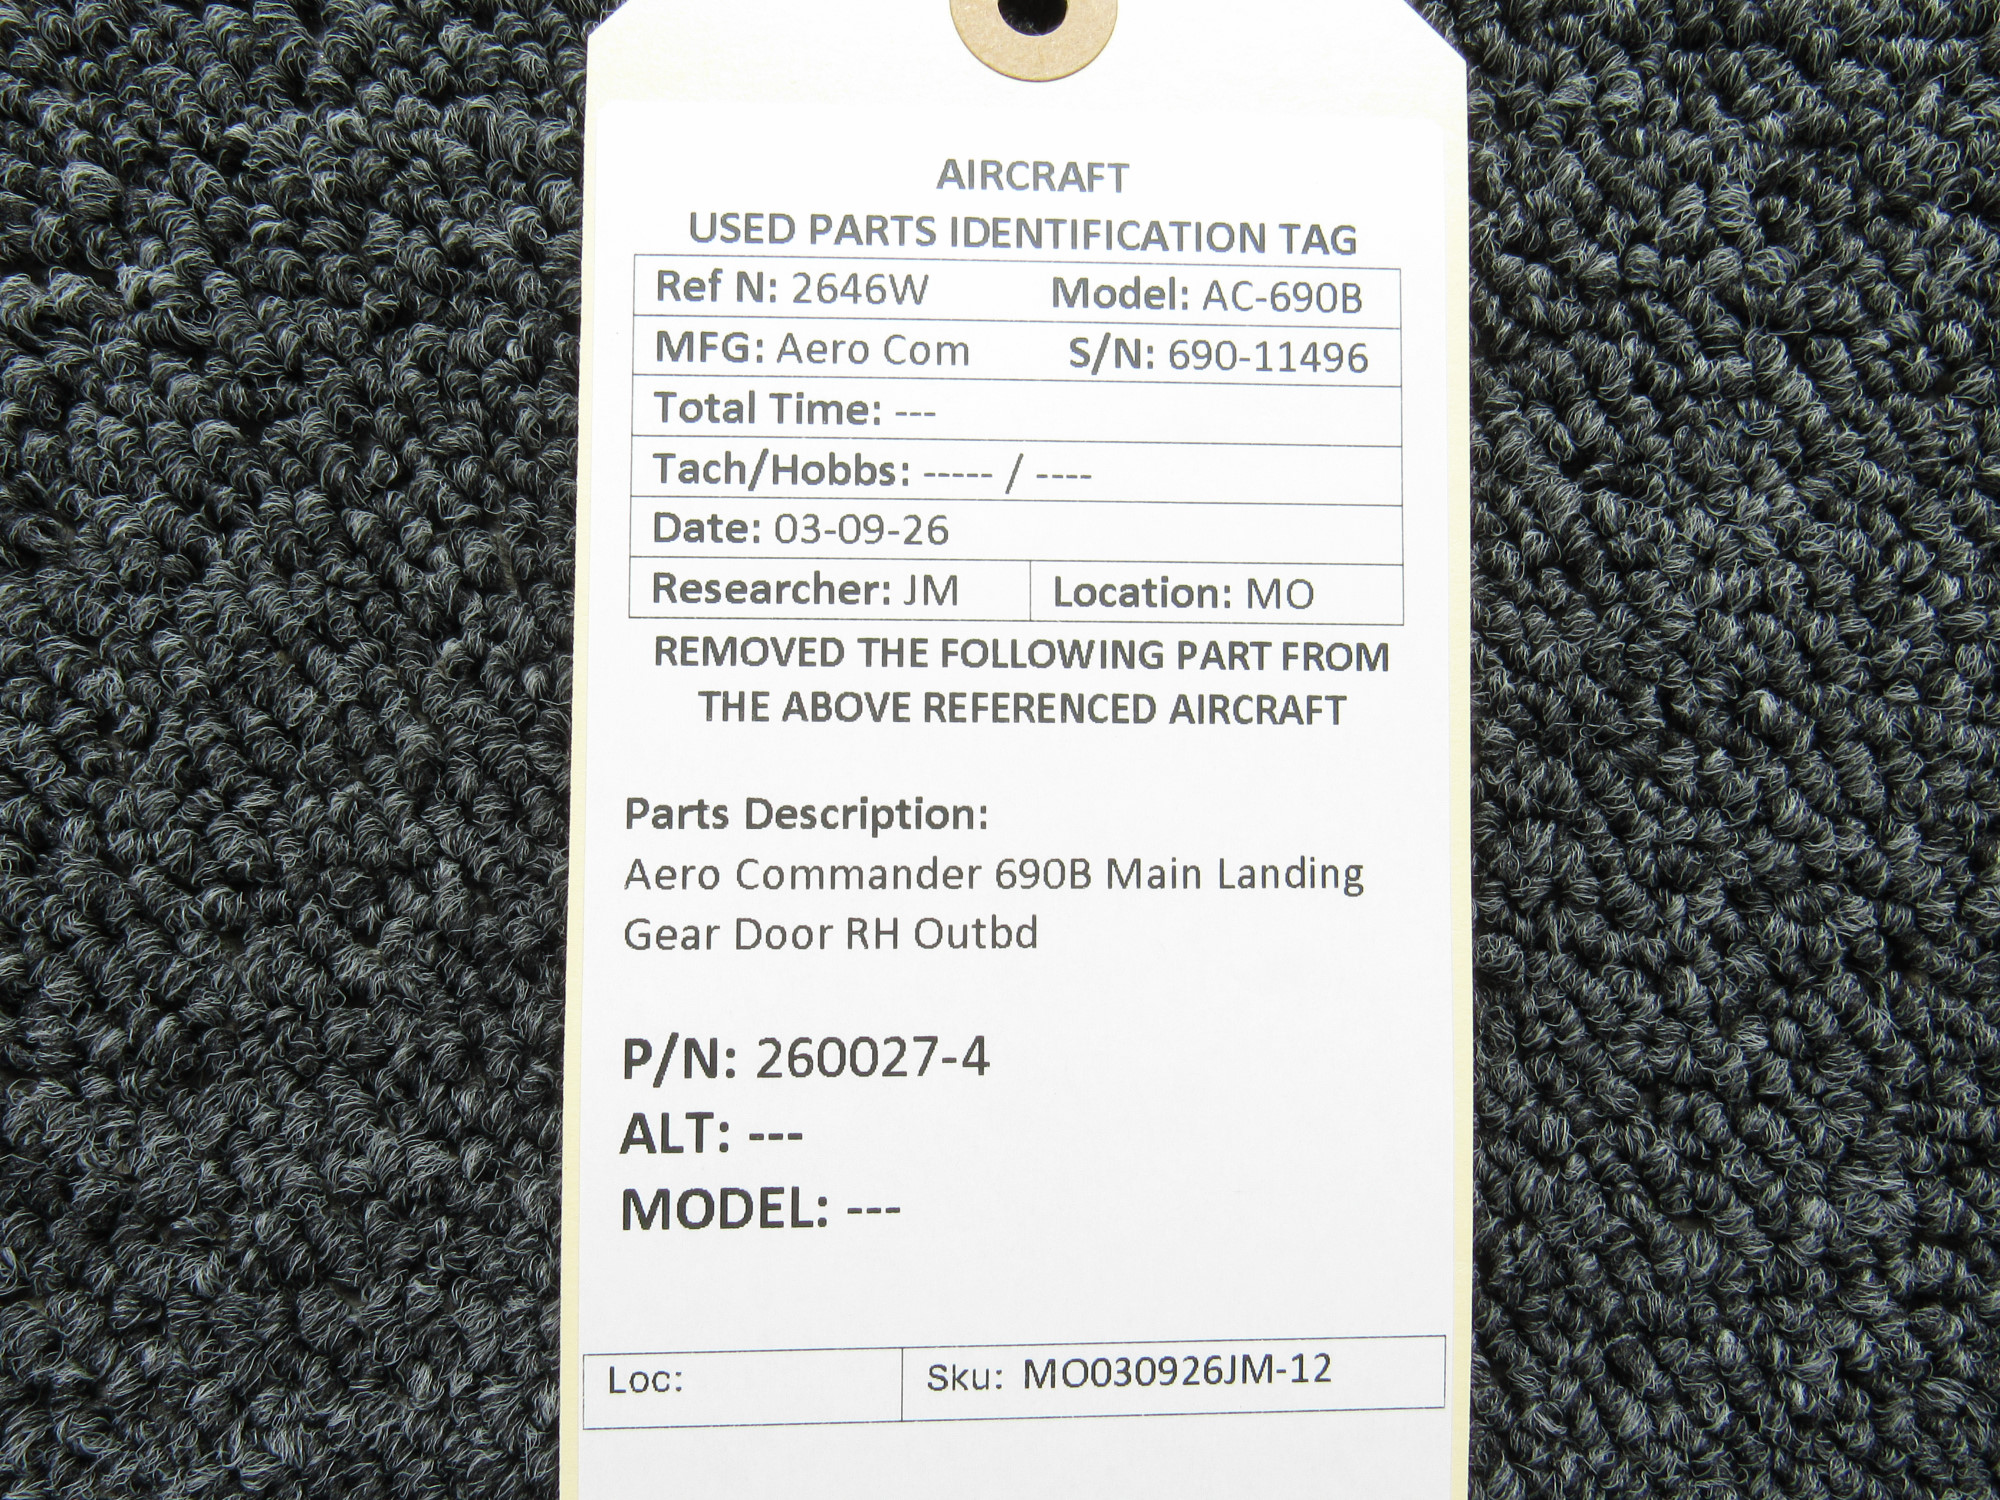 AIRCRAFT
USED PARTS IDENTIFICATION TAG
Ref N: 2646W Model: AC-690B
MFG: Aero Com S/N: 690-11496
Total Time: ---
Tach/Hobbs: ----- / ----
Date: 03-09-26
Researcher: JM Location: MO
REMOVED THE FOLLOWING PART FROM
THE ABOVE REFERENCED AIRCRAFT
Parts Description:
Aero Commander 690B Main Landing
Gear Door RH Outbd
P/N: 260027-4
ALT: ---
MODEL: ---
Loc: Sku: MO030926JM-12